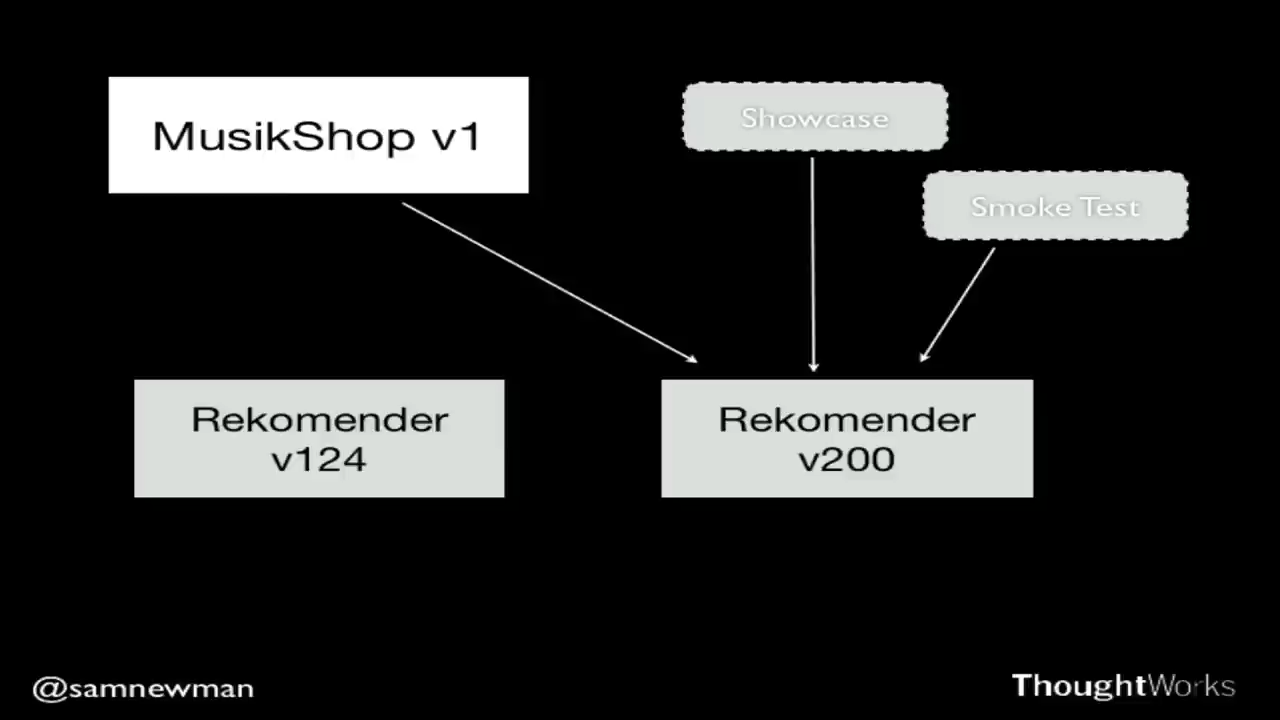 MusikShop v1
Showcase
Smoke Test
Rekomender
v124
Rekomender
v200
@samnewman
ThoughtWorks